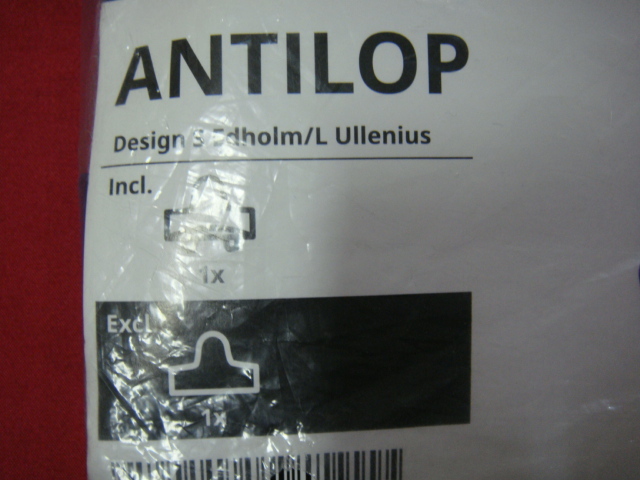 ANTILOP
Design S Edholm/L Ullenius
Incl.
1x
Excl.
1x